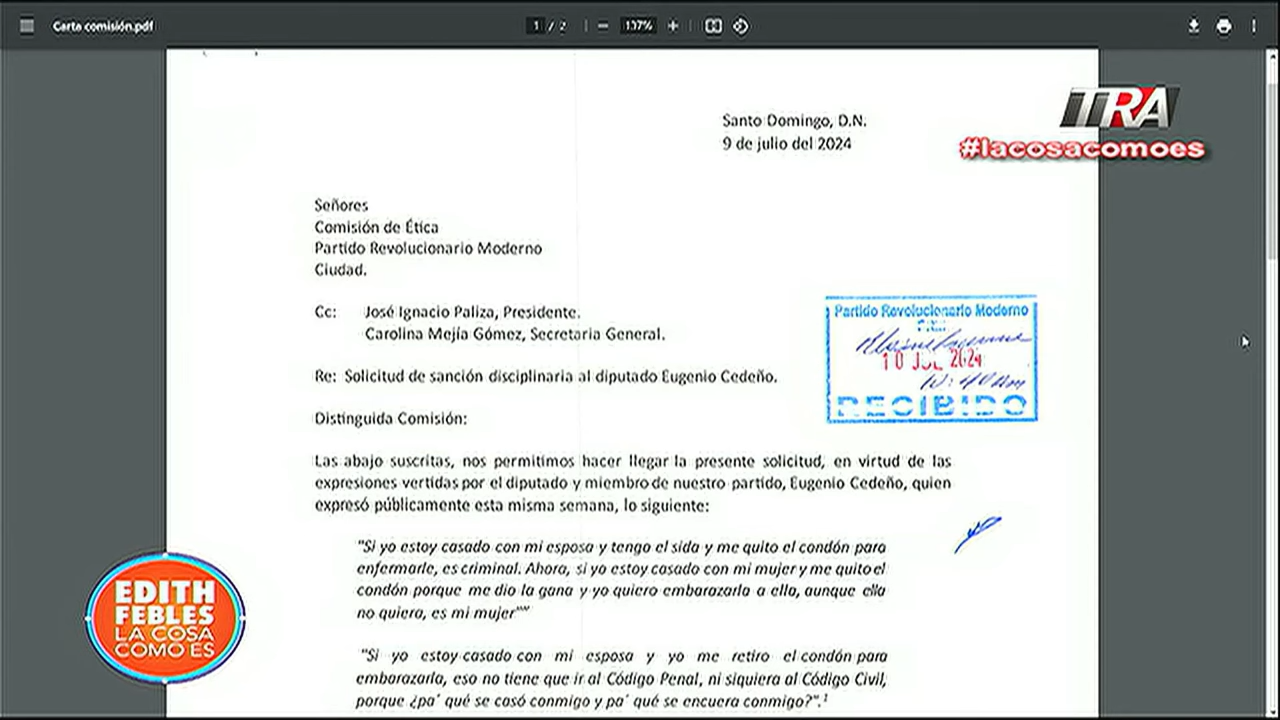 Carta comisión.pdf
1 / 2
137%
TRA
#lacosacomoes
Santo Domingo, D.N.
9 de julio del 2024
Señores
Comisión de Ética
Partido Revolucionario Moderno
Ciudad.
Cc: José Ignacio Paliza, Presidente.
Carolina Mejía Gómez, Secretaria General.
Partido Revolucionario Moderno
10 JUL 2024
10:40am
RECIBIDO
Re: Solicitud de sanción disciplinaria al diputado Eugenio Cedeño.
Distinguida Comisión:
Las abajo suscritas, nos permitimos hacer llegar la presente solicitud, en virtud de las
expresiones vertidas por el diputado y miembro de nuestro partido, Eugenio Cedeño, quien
expresó públicamente esta misma semana, lo siguiente:
"Si yo estoy casado con mi esposa y tengo el sida y me quito el condón para
enfermarle, es criminal. Ahora, si yo estoy casado con mi mujer y me quito el
condón porque me dio la gana y yo quiero embarazarla a ella, aunque ella
no quiera, es mi mujer""
"Si yo estoy casado con mi esposa y yo me retiro el condón para
embarazarla, eso no tiene que ir al Código Penal, ni siquiera al Código Civil,
porque ¿pa´ qué se casó conmigo y pa´ qué se encuera conmigo?".1
EDITH
FEBLES
LA COSA
COMO ES